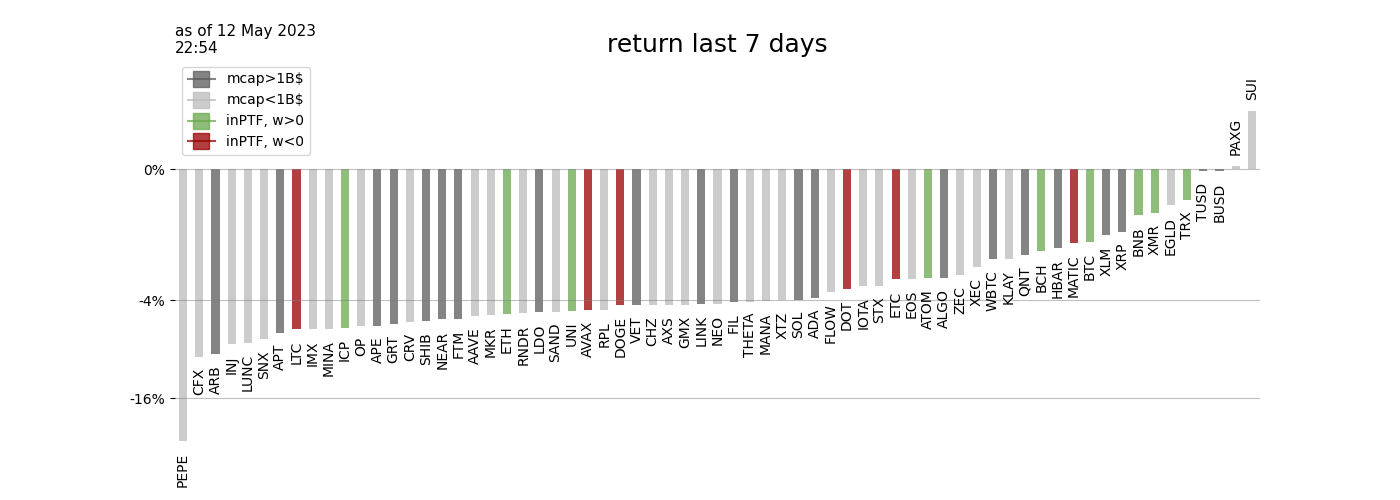 as of 12 May 2023
22:54
return last 7 days
mcap>1B$
mcap<1B$
inPTF, w>0
inPTF, w<0
0%
-4%
-16%
PEPE
CFX
ARB
INJ
LUNC
SNX
APT
LTC
IMX
MINA
ICP
OP
APE
GRT
CRV
SHIB
NEAR
FTM
AAVE
MKR
ETH
RNDR
LDO
SAND
UNI
AVAX
RPL
DOGE
VET
CHZ
AXS
GMX
LINK
NEO
FIL
THETA
MANA
XTZ
SOL
ADA
FLOW
DOT
IOTA
STX
ETC
EOS
ATOM
ALGO
ZEC
XEC
WBTC
KLAY
QNT
BCH
HBAR
MATIC
BTC
XLM
XRP
BNB
XMR
EGLD
TRX
TUSD
BUSD
PAXG
SUI